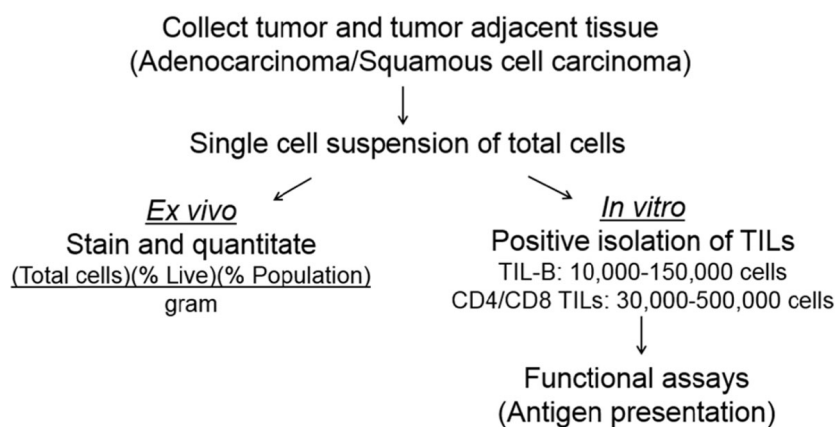 Collect tumor and tumor adjacent tissue
(Adenocarcinoma/Squamous cell carcinoma)
Single cell suspension of total cells
Ex vivo
Stain and quantitate
(Total cells)(% Live)(% Population)
gram
In vitro
Positive isolation of TILs
TIL-B: 10,000-150,000 cells
CD4/CD8 TILs: 30,000-500,000 cells
Functional assays
(Antigen presentation)